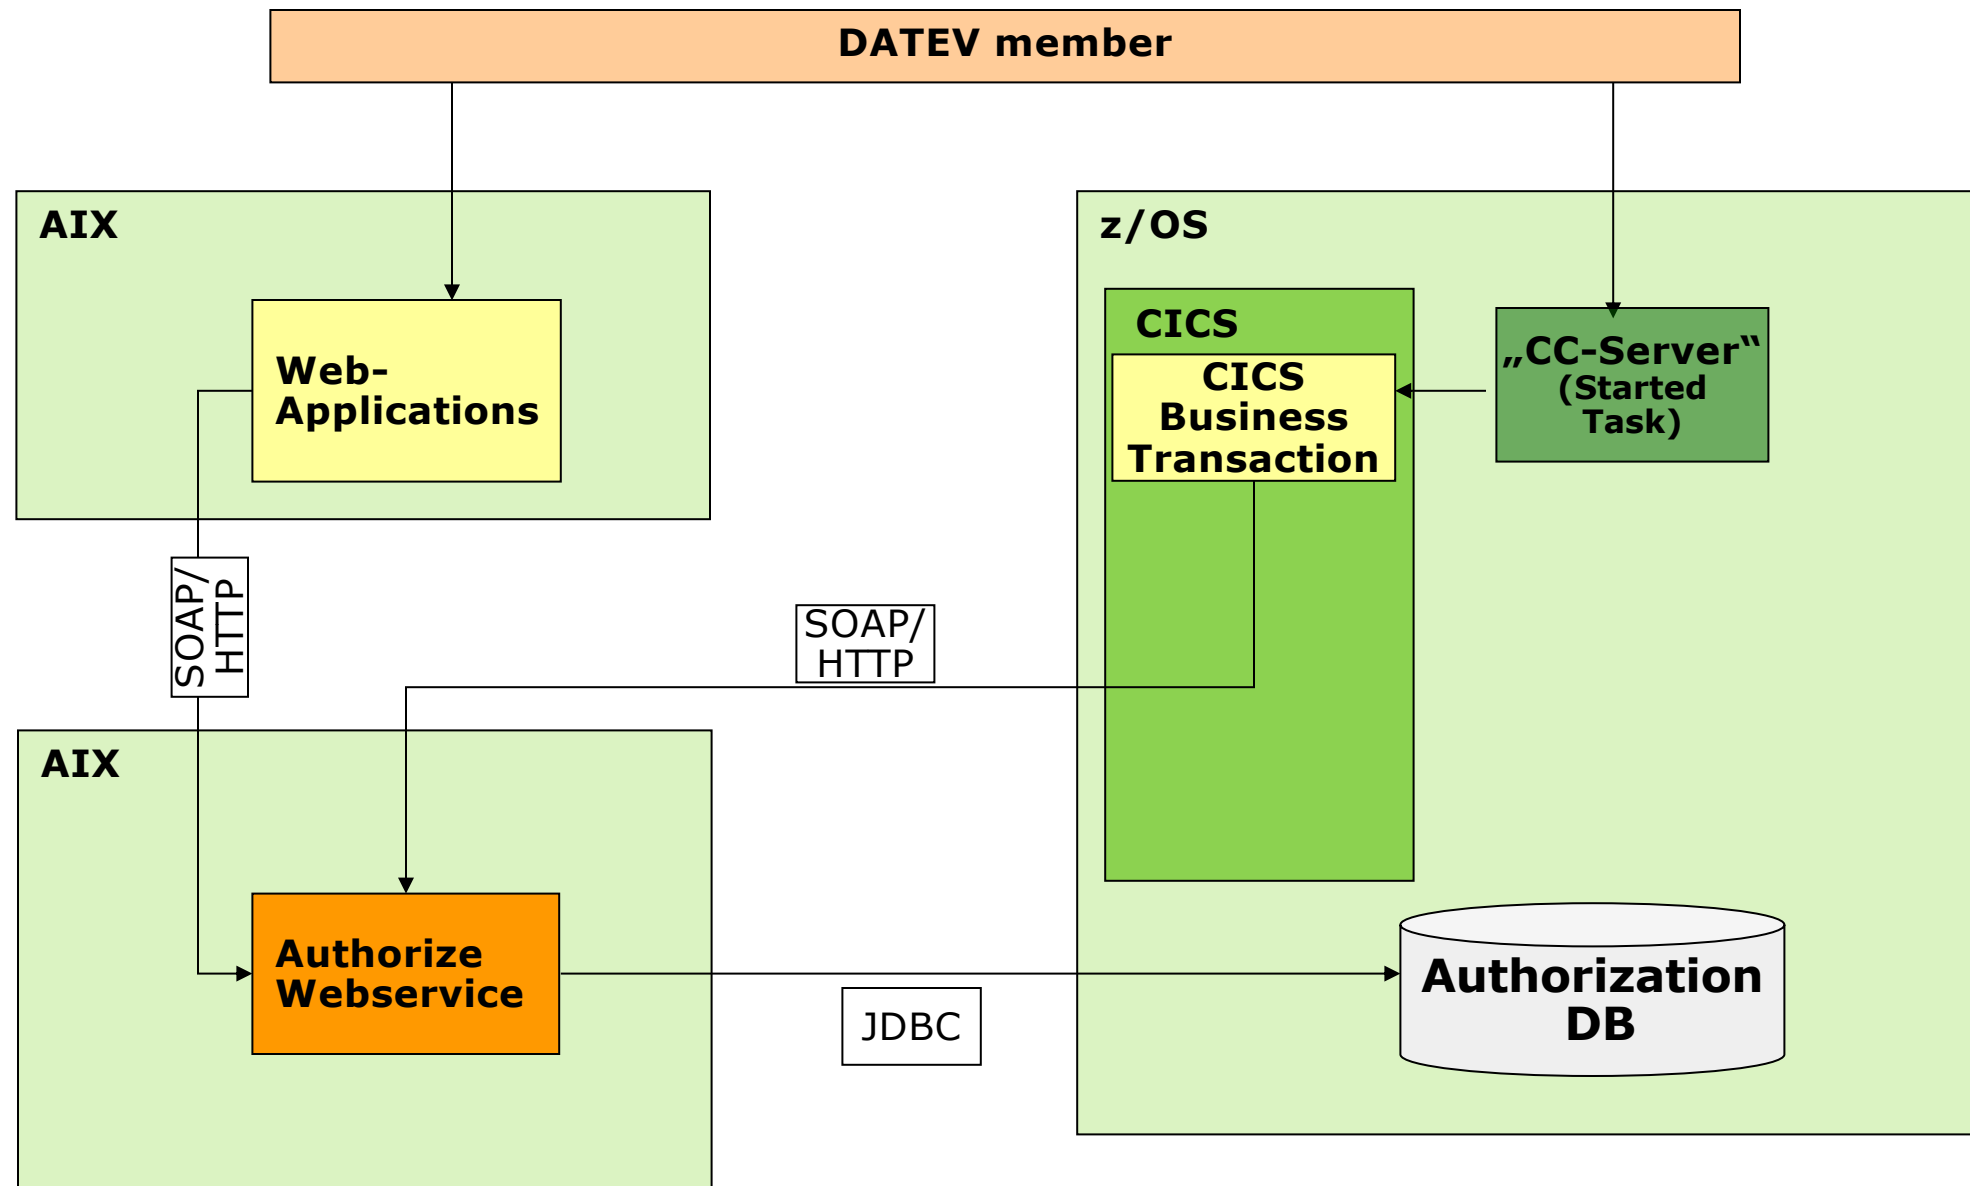 DATEV member
AIX
Web-
Applications
z/OS
CICS
CICS
Business
Transaction
„CC-Server“
(Started
Task)
SOAP/
HTTP
SOAP/
HTTP
AIX
Authorize
Webservice
JDBC
Authorization
DB